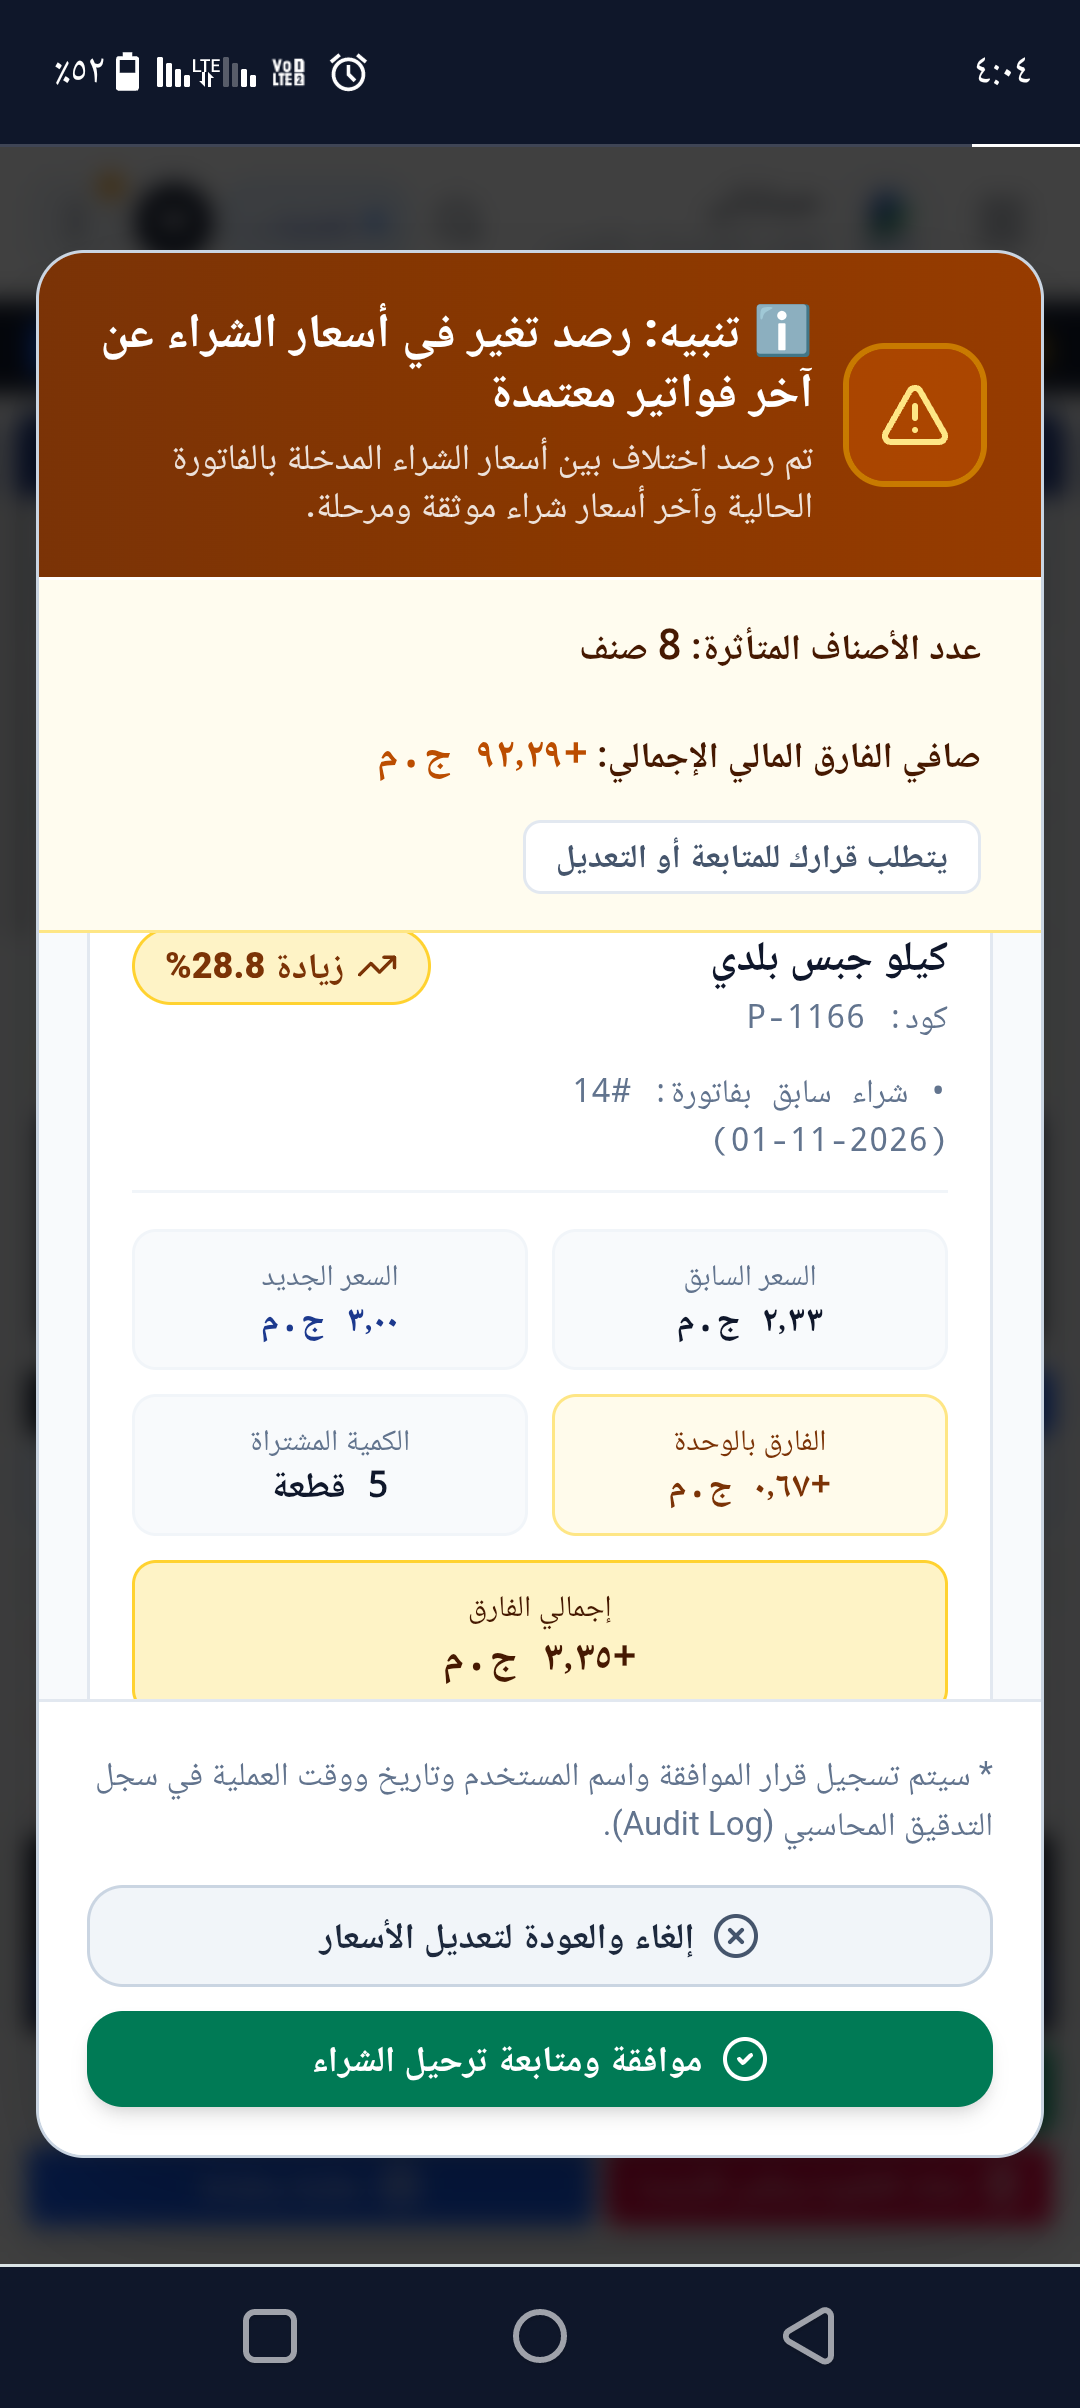 ٤:٠٤
LTE
Vo 1
LTE 2
٪٥٢
ℹ️ تنبيه: رصد تغير في أسعار الشراء عن
آخر فواتير معتمدة
تم رصد اختلاف بين أسعار الشراء المدخلة بالفاتورة
الحالية وآخر أسعار شراء موثقة ومرحلة.
عدد الأصناف المتأثرة: 8 صنف
صافي الفارق المالي الإجمالي: +٩٢,٢٩ ج.م
يتطلب قرارك للمتابعة أو التعديل
كيلو جبس بلدي
زيادة 28.8%
كود: P-1166
• شراء سابق بفاتورة: #14
(2026-11-01)
السعر السابق
٢,٣٣ ج.م
السعر الجديد
٣,٠٠ ج.م
الفارق بالوحدة
+٠,٦٧ ج.م
الكمية المشتراة
5 قطعة
إجمالي الفارق
+٣,٣٥ ج.م
* سيتم تسجيل قرار الموافقة واسم المستخدم وتاريخ ووقت العملية في سجل
التدقيق المحاسبي (Audit Log).
إلغاء والعودة لتعديل الأسعار
موافقة ومتابعة ترحيل الشراء